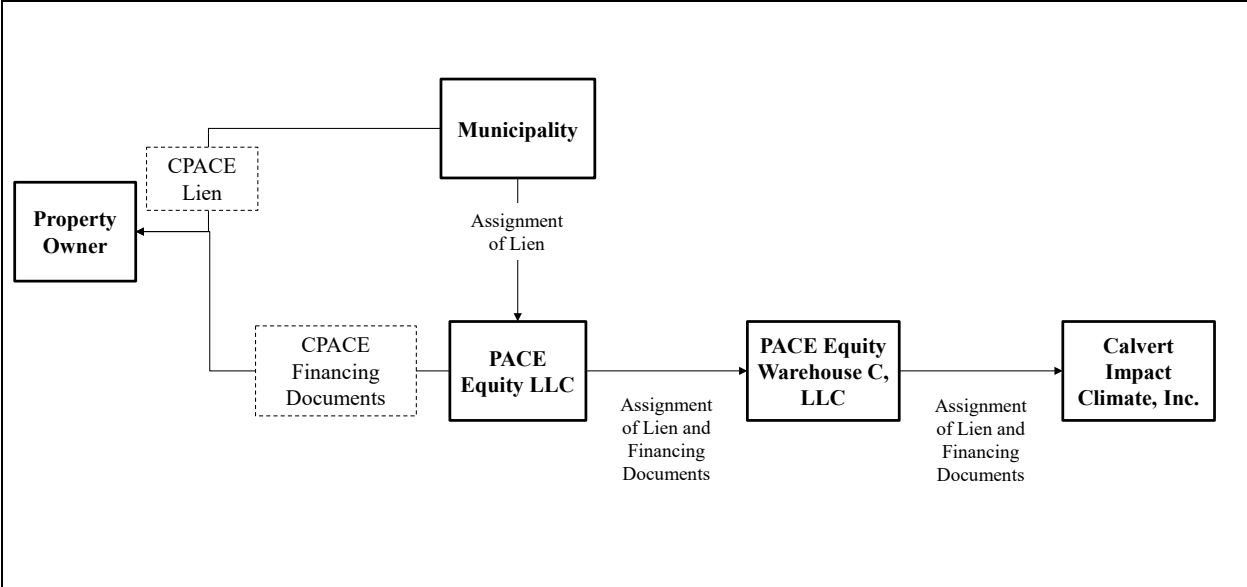 Municipality
CPACE
Lien
Property
Owner
Assignment
of Lien
CPACE
Financing
Documents
PACE
Equity LLC
PACE Equity
Warehouse C,
LLC
Calvert
Impact
Climate, Inc.
Assignment
of Lien and
Financing
Documents
Assignment
of Lien and
Financing
Documents